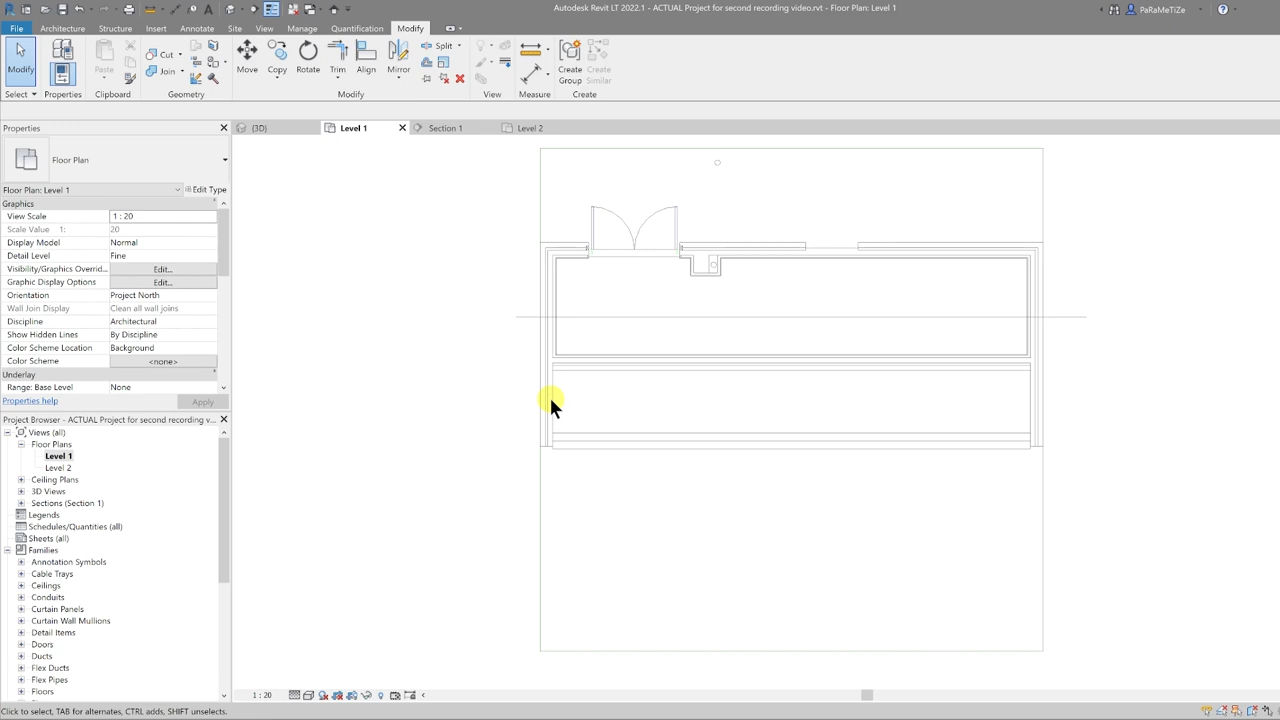 Autodesk Revit LT 2022.1 - ACTUAL Project for second recording video.rvt - Floor Plan: Level 1
PaRaMeTiZe
File Architecture Structure Insert Annotate Site View Manage Quantification Modify
Modify
Paste
Cut
Join
Move
Copy
Rotate
Trim
Align
Mirror
Split
Create
Group
Create
Similar
Select Properties Clipboard Geometry Modify View Measure Create
Properties
(3D)
Level 1
Section 1
Level 2
Floor Plan
Floor Plan: Level 1
Edit Type
Graphics
View Scale 1 : 20
Scale Value 1: 20
Display Model Normal
Detail Level Fine
Visibility/Graphics Overrid... Edit...
Graphic Display Options Edit...
Orientation Project North
Wall Join Display Clean all wall joins
Discipline Architectural
Show Hidden Lines By Discipline
Color Scheme Location Background
Color Scheme <none>
Underlay
Range: Base Level None
Properties help Apply
Project Browser - ACTUAL Project for second recording v...
Views (all)
Floor Plans
Level 1
Level 2
Ceiling Plans
3D Views
Sections (Section 1)
Legends
Schedules/Quantities (all)
Sheets (all)
Families
Annotation Symbols
Cable Trays
Ceilings
Conduits
Curtain Panels
Curtain Wall Mullions
Detail Items
Doors
Ducts
Flex Ducts
Flex Pipes
Floors
1 : 20
Click to select, TAB for alternates, CTRL adds, SHIFT unselects.